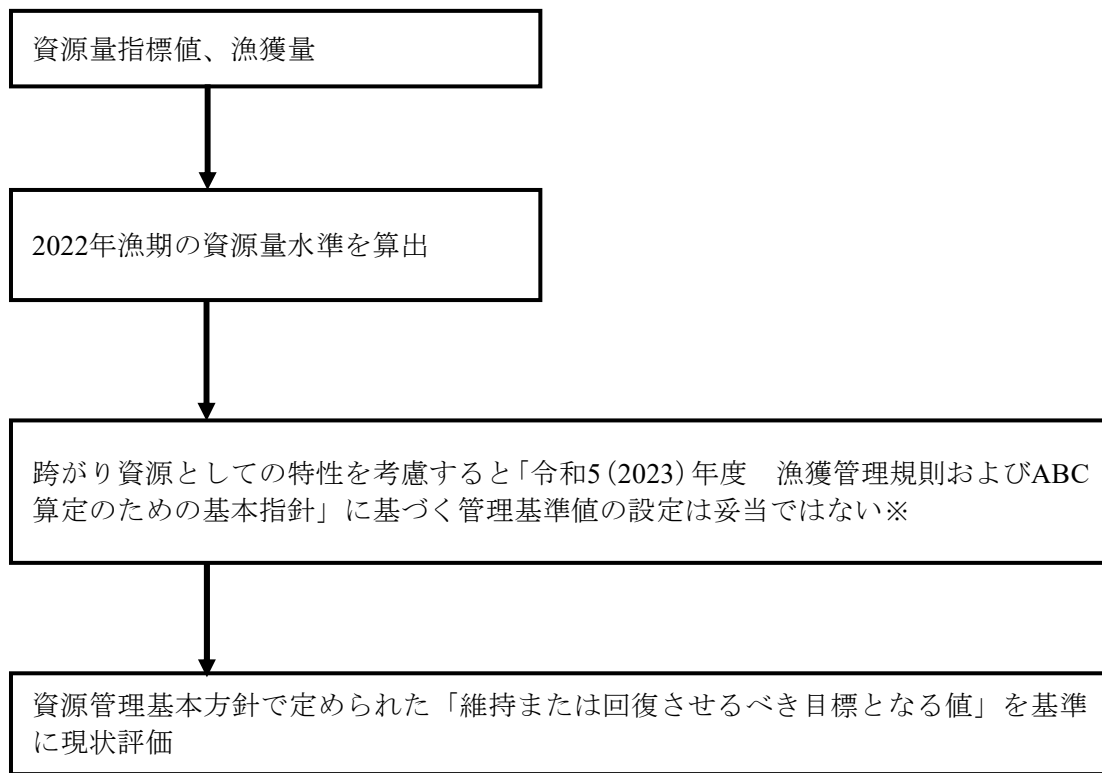 資源量指標値、漁獲量
2022年漁期の資源量水準を算出
跨がり資源としての特性を考慮すると「令和5(2023)年度　漁獲管理規則およびABC
算定のための基本指針」に基づく管理基準値の設定は妥当ではない※
資源管理基本方針で定められた「維持または回復させるべき目標となる値」を基準
に現状評価